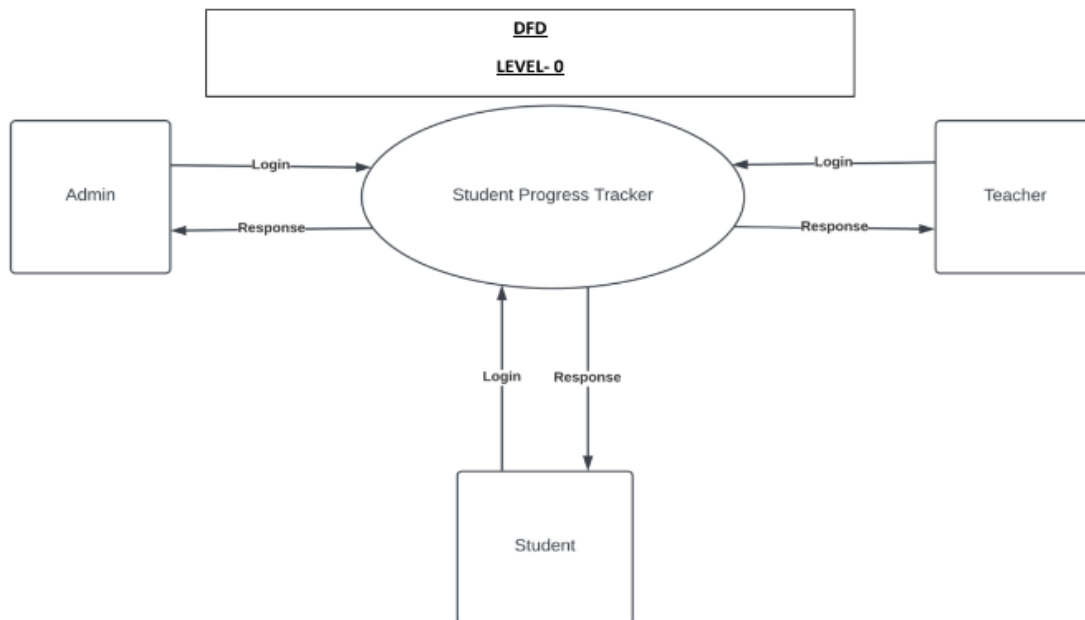 DFD
LEVEL- 0
Admin
Login
Response
Student Progress Tracker
Login
Response
Teacher
Login
Response
Student